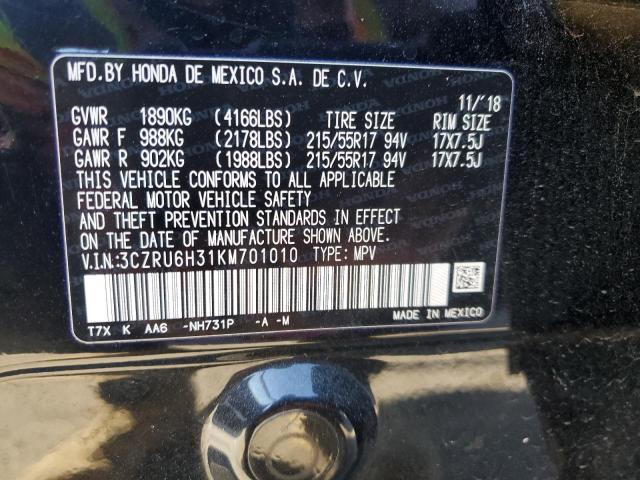 MFD.BY HONDA DE MEXICO S.A. DE C.V.
11/'18
GVWR 1890KG (4166LBS) TIRE SIZE RIM SIZE
GAWR F 988KG (2178LBS) 215/55R17 94V 17X7.5J
GAWR R 902KG (1988LBS) 215/55R17 94V 17X7.5J
THIS VEHICLE CONFORMS TO ALL APPLICABLE
FEDERAL MOTOR VEHICLE SAFETY
AND THEFT PREVENTION STANDARDS IN EFFECT
ON THE DATE OF MANUFACTURE SHOWN ABOVE.
V.I.N:3CZRU6H31KM701010 TYPE: MPV
T7X K AA6 -NH731P -A -M
MADE IN MEXICO